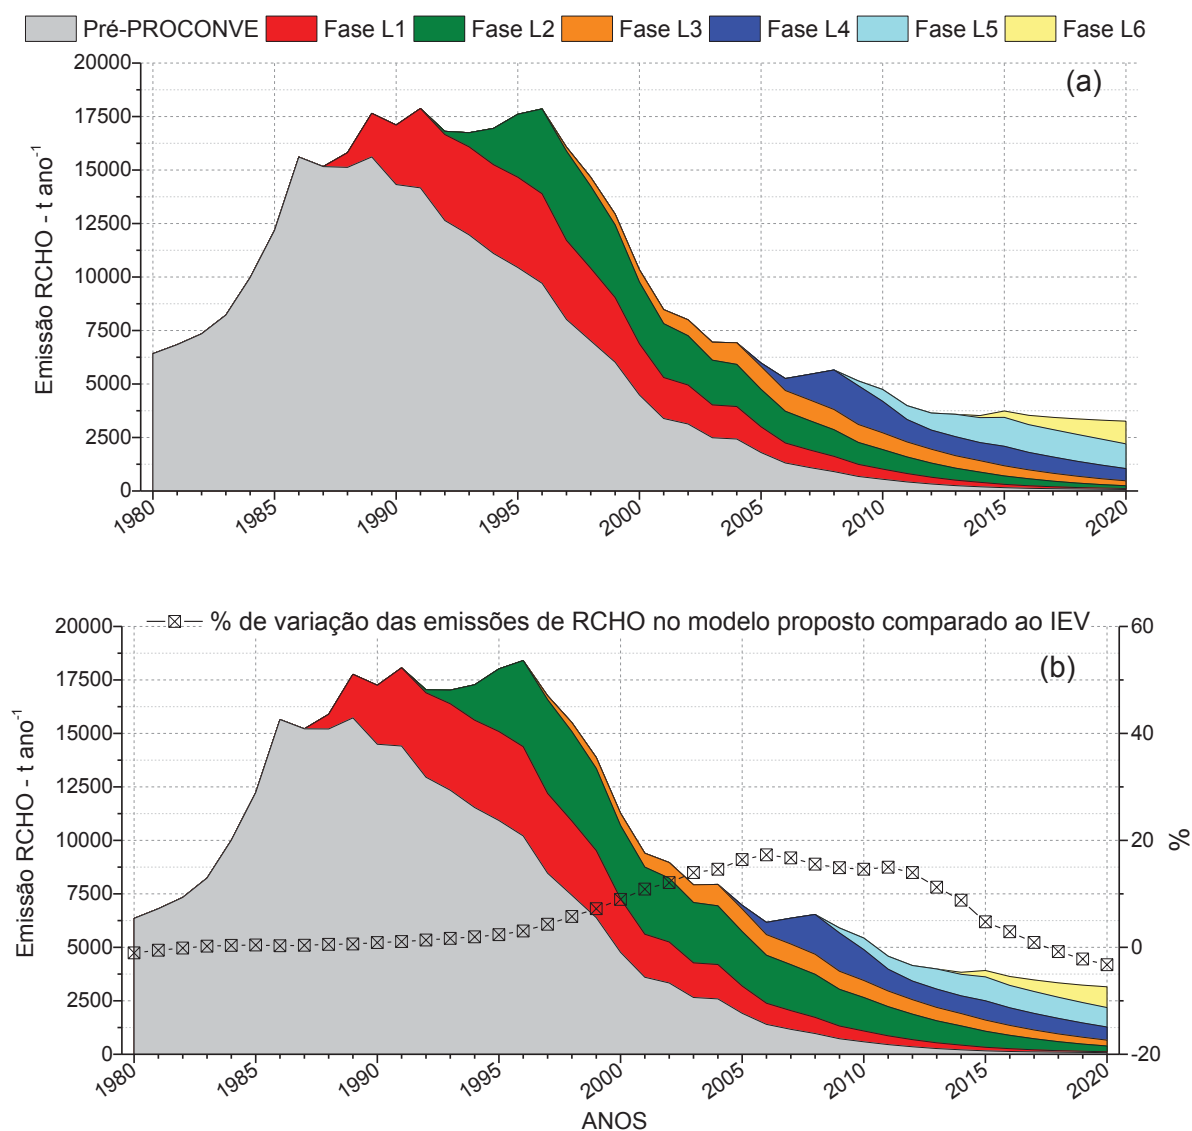 Pré-PROCONVE Fase L1 Fase L2 Fase L3 Fase L4 Fase L5 Fase L6
(a)
Emissão RCHO - t ano⁻¹
20000
17500
15000
12500
10000
7500
5000
2500
0
1980 1985 1990 1995 2000 2005 2010 2015 2020
% de variação das emissões de RCHO no modelo proposto comparado ao IEV
(b)
Emissão RCHO - t ano⁻¹
20000
17500
15000
12500
10000
7500
5000
2500
0
60
40
20
0
-20
%
1980 1985 1990 1995 2000 2005 2010 2015 2020
ANOS